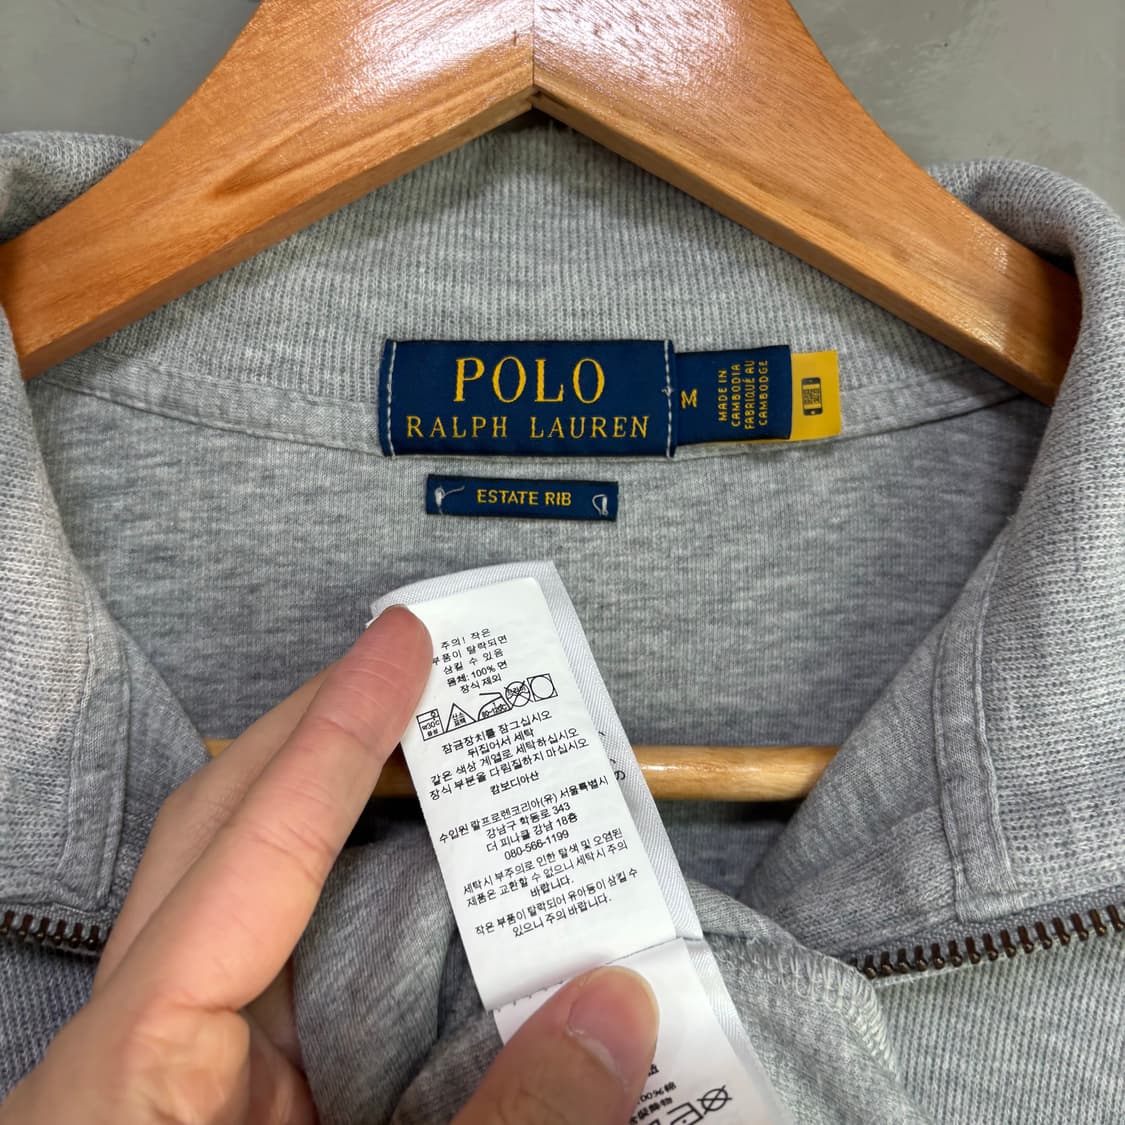 POLO
RALPH LAUREN
M
MADE IN
CAMBODIA
FABRIQUÉ AU
CAMBODGE
ESTATE RIB
주의! 작은
부품이 탈락되면
삼킬 수 있음
몸체: 100% 면
장식 제외
80-120℃
잠금장치를 잠그십시오
뒤집어서 세탁
같은 색상 계열로 세탁하십시오
장식 부분을 다림질하지 마십시오
캄보디아산
수입원 랄프로렌코리아(유) 서울특별시
강남구 학동로 343
더 피나클 강남 18층
080-566-1199
세탁시 부주의로 인한 탈색 및 오염된
제품은 교환할 수 없으니 세탁시 주의
바랍니다.
작은 부품이 탈락되어 유아동이 삼킬 수
있으니 주의 바랍니다.